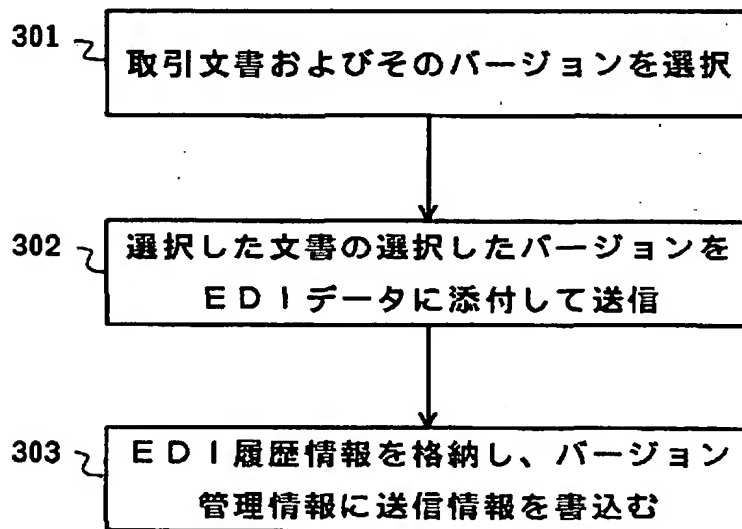 301
取引文書およびそのバージョンを選択
302
選択した文書の選択したバージョンを
EDIデータに添付して送信
303
EDI履歴情報を格納し、バージョン
管理情報に送信情報を書込む